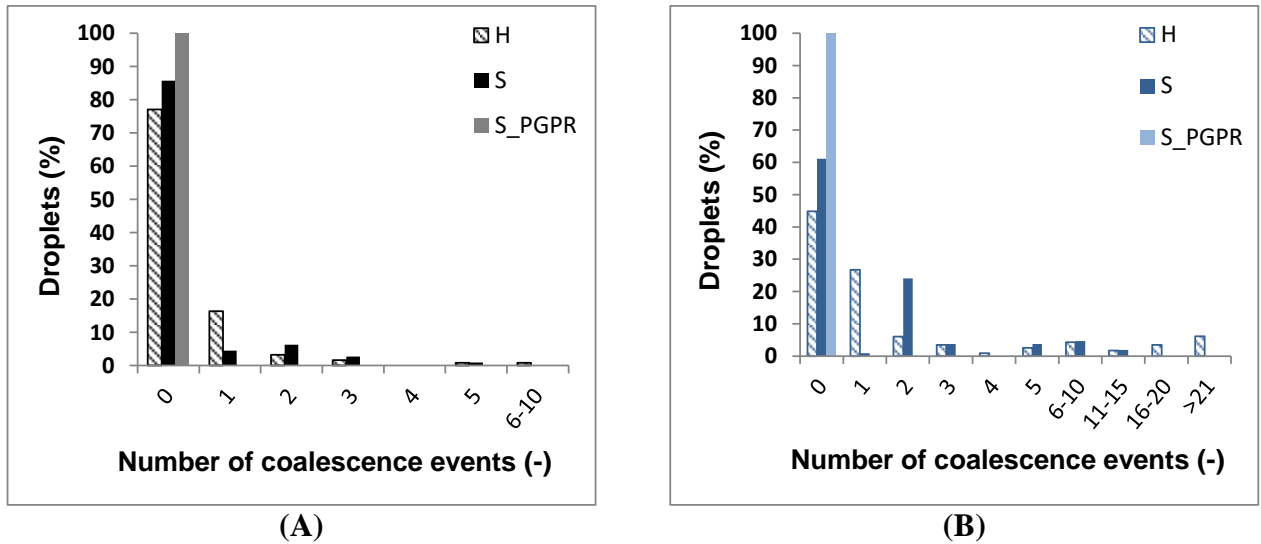 100
90
80
70
60
50
40
30
20
10
0
Droplets (%)
H
S
S_PGPR
0 1 2 3 4 5 6-10
Number of coalescence events (-)
(A)
100
90
80
70
60
50
40
30
20
10
0
Droplets (%)
H
S
S_PGPR
0 1 2 3 4 5 6-10 11-15 16-20 >21
Number of coalescence events (-)
(B)